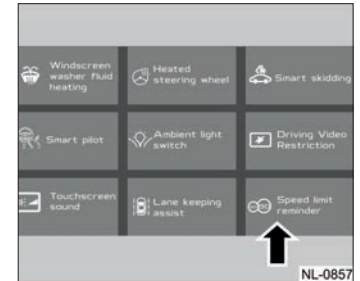 Windscreen
washer fluid
heating
Heated
steering wheel
Smart skidding
Smart pilot
Ambient light
switch
Driving Video
Restriction
Touchscreen
sound
Lane keeping
assist
Speed limit
reminder
NL-0857